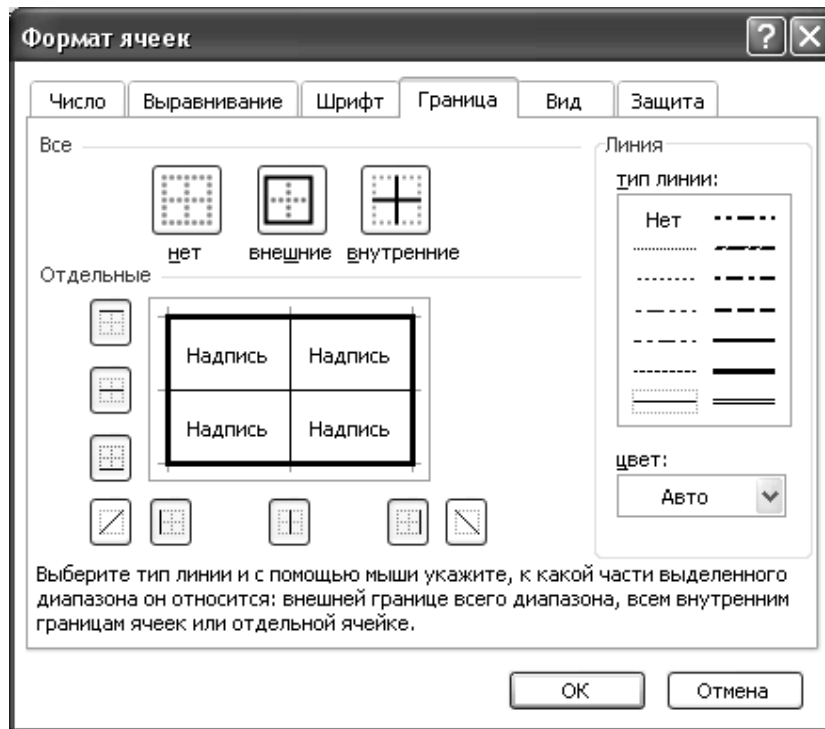 Формат ячеек
Число Выравнивание Шрифт Граница Вид Защита
Все
нет внешние внутренние
Отдельные
Надпись Надпись
Надпись Надпись
Линия
тип линии:
Нет
цвет:
Авто
Выберите тип линии и с помощью мыши укажите, к какой части выделенного
диапазона он относится: внешней границе всего диапазона, всем внутренним
границам ячеек или отдельной ячейке.
ОК Отмена